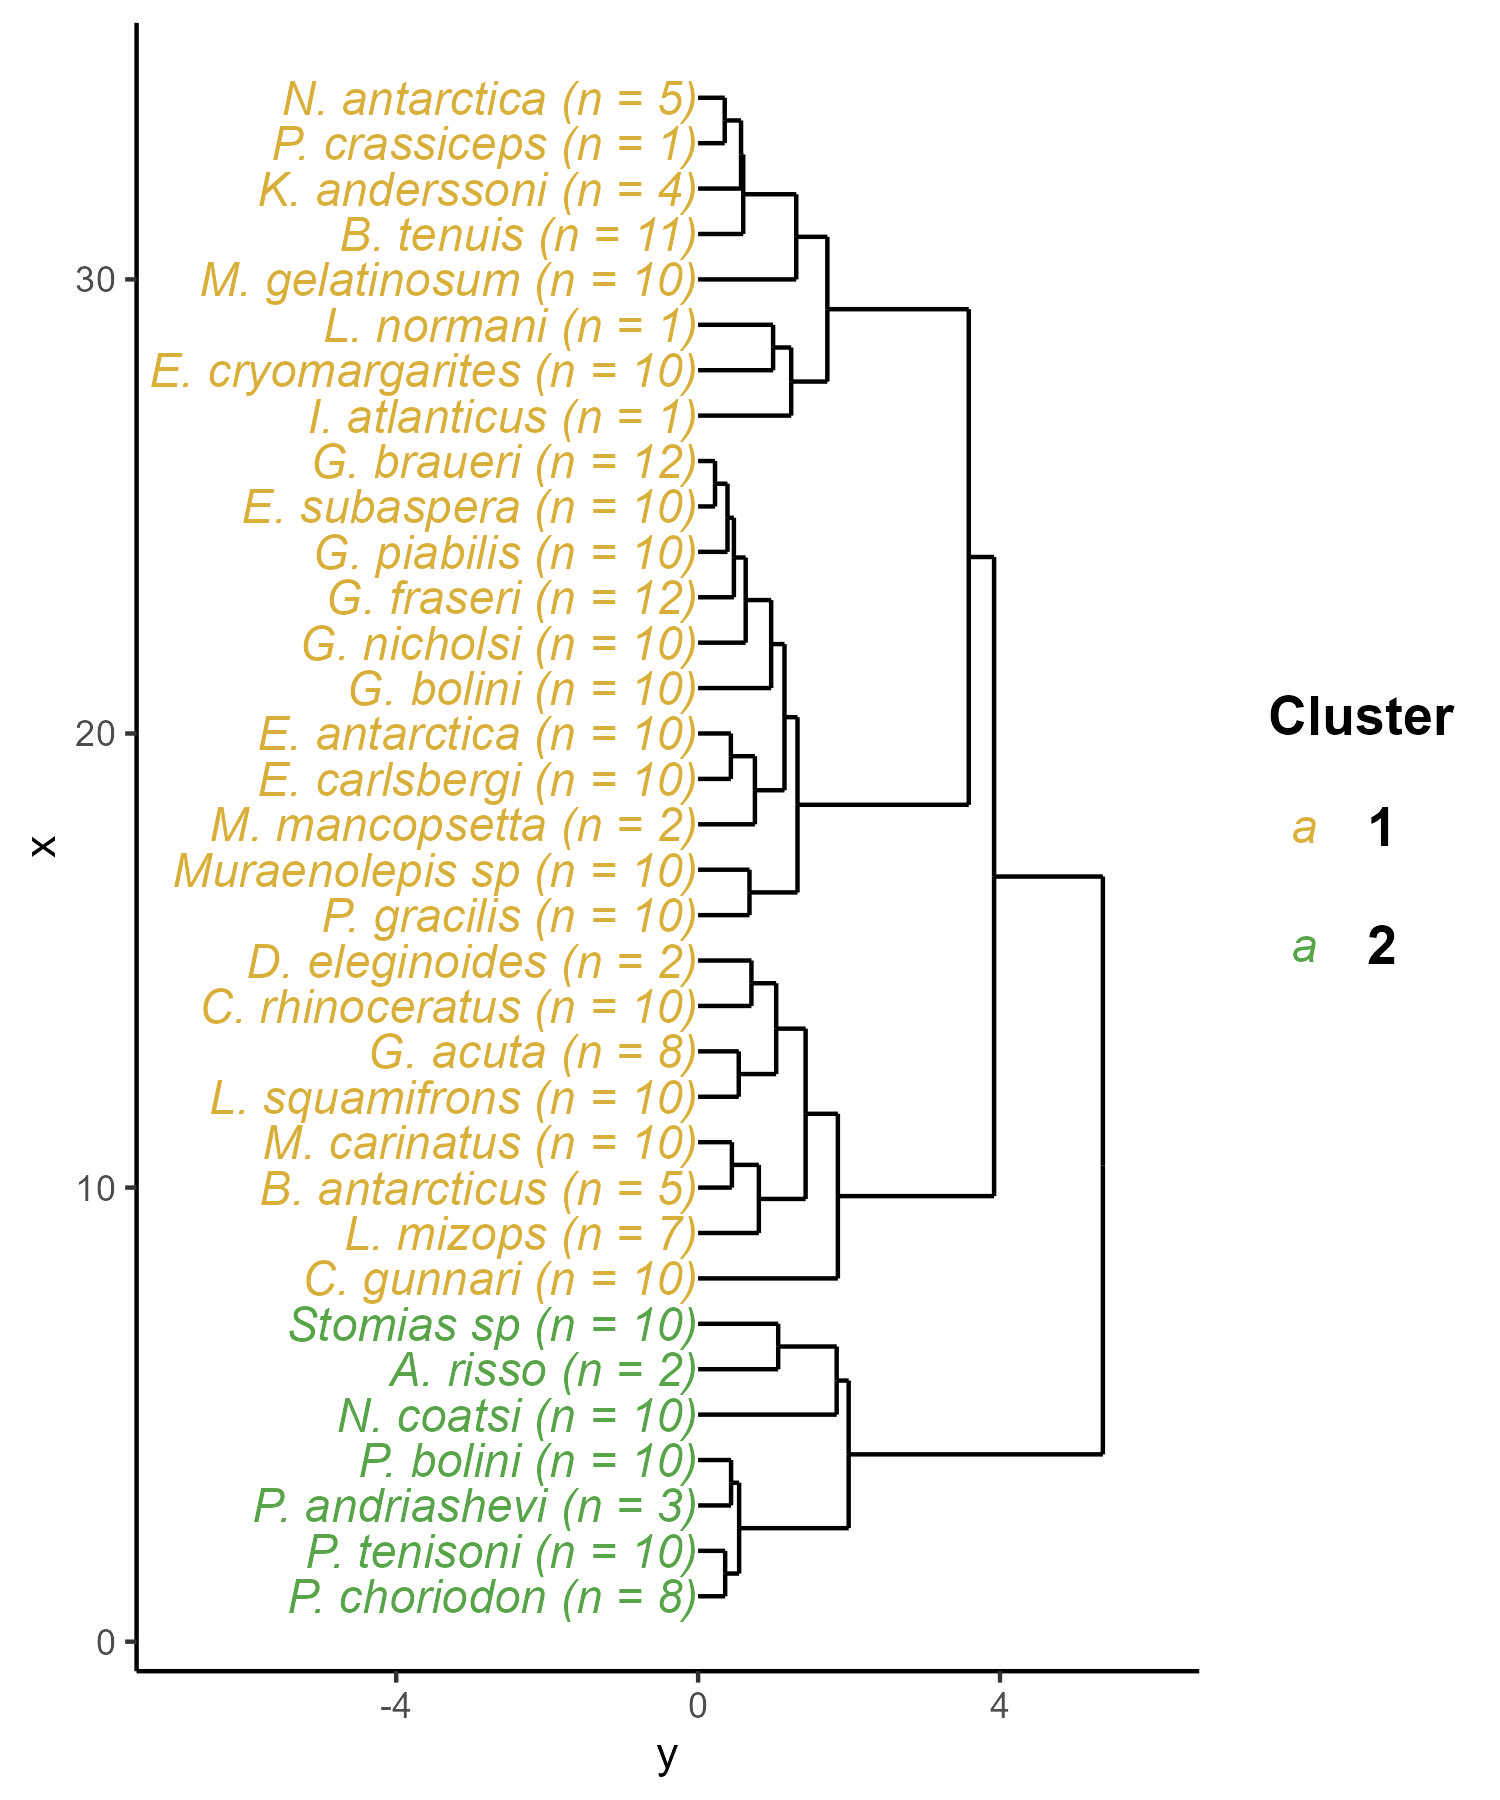 N. antarctica (n = 5)
P. crassiceps (n = 1)
K. anderssoni (n = 4)
B. tenuis (n = 11)
30
M. gelatinosum (n = 10)
L. normani (n = 1)
E. cryomargarites (n = 10)
I. atlanticus (n = 1)
G. braueri (n = 12)
E. subaspera (n = 10)
G. piabilis (n = 10)
G. fraseri (n = 12)
G. nicholsi (n = 10)
G. bolini (n = 10)
20
E. antarctica (n = 10)
E. carlsbergi (n = 10)
M. mancopsetta (n = 2)
x
Muraenolepis sp (n = 10)
P. gracilis (n = 10)
D. eleginoides (n = 2)
C. rhinoceratus (n = 10)
G. acuta (n = 8)
L. squamifrons (n = 10)
M. carinatus (n = 10)
10
B. antarcticus (n = 5)
L. mizops (n = 7)
C. gunnari (n = 10)
Stomias sp (n = 10)
A. risso (n = 2)
N. coatsi (n = 10)
P. bolini (n = 10)
P. andriashevi (n = 3)
P. tenisoni (n = 10)
P. choriodon (n = 8)
0
-4 0 4
y
Cluster
a 1
a 2